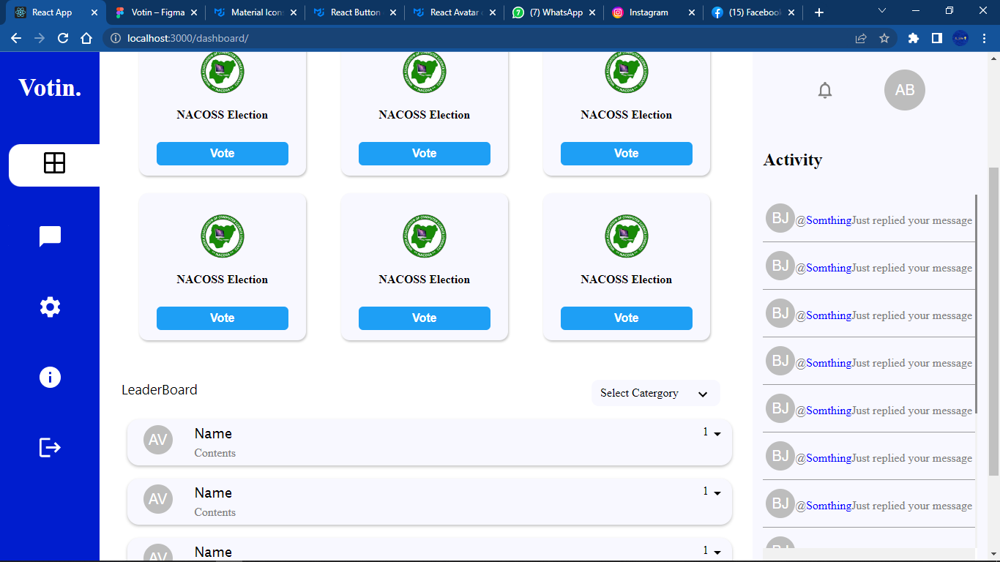 React App
Votin – Figma
Material Icon
React Button
React Avatar
(7) WhatsApp
Instagram
(15) Facebook
localhost:3000/dashboard/
Votin.
AB
NACOSS Election
NACOSS Election
NACOSS Election
Vote
Vote
Vote
Activity
NACOSS Election
NACOSS Election
NACOSS Election
Vote
Vote
Vote
BJ @SomthingJust replied your message
BJ @SomthingJust replied your message
BJ @SomthingJust replied your message
BJ @SomthingJust replied your message
BJ @SomthingJust replied your message
BJ @SomthingJust replied your message
BJ @SomthingJust replied your message
BJ
LeaderBoard
Select Catergory
AV
Name
Contents
1
AV
Name
Contents
1
AV
Name
1